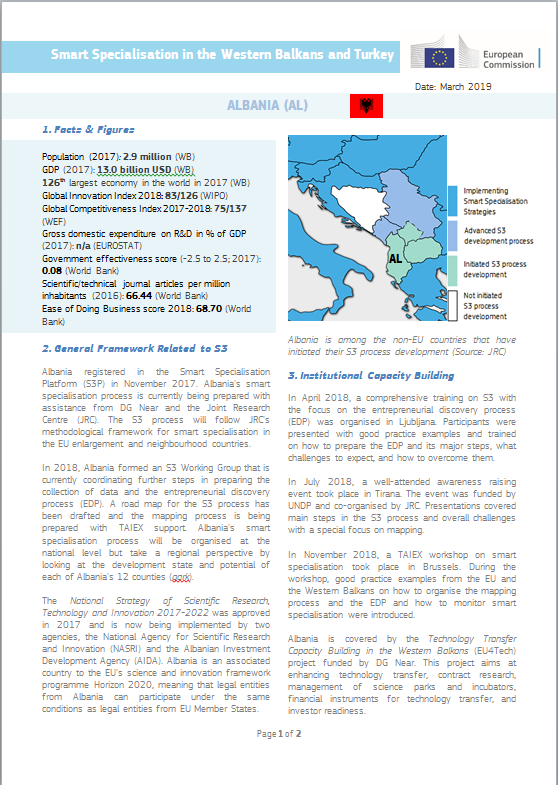 Smart Specialisation in the Western Balkans and Turkey
European
Commission
Date: March 2019
ALBANIA (AL)
1. Facts & Figures
Population (2017): 2.9 million (WB)
GDP (2017): 13.0 billion USD (WB)
126th largest economy in the world in 2017 (WB)
Global Innovation Index 2018: 83/126 (WIPO)
Global Competitiveness Index 2017-2018: 75/137
(WEF)
Gross domestic expenditure on R&D in % of GDP
(2017): n/a (EUROSTAT)
Government effectiveness score (-2.5 to 2.5; 2017):
0.08 (World Bank)
Scientific/technical journal articles per million
inhabitants (2016): 66.44 (World Bank)
Ease of Doing Business score 2018: 68.70 (World
Bank)
2. General Framework Related to S3
Albania registered in the Smart Specialisation
Platform (S3P) in November 2017. Albania's smart
specialisation process is currently being prepared with
assistance from DG Near and the Joint Research
Centre (JRC). The S3 process will follow JRC's
methodological framework for smart specialisation in
the EU enlargement and neighbourhood countries.
In 2018, Albania formed an S3 Working Group that is
currently coordinating further steps in preparing the
collection of data and the entrepreneurial discovery
process (EDP). A road map for the S3 process has
been drafted and the mapping process is being
prepared with TAIEX support. Albania's smart
specialisation process will be organised at the
national level but take a regional perspective by
looking at the development state and potential of
each of Albania's 12 counties (qark).
The National Strategy of Scientific Research,
Technology and Innovation 2017-2022 was approved
in 2017 and is now being implemented by two
agencies, the National Agency for Scientific Research
and Innovation (NASRI) and the Albanian Investment
Development Agency (AIDA). Albania is an associated
country to the EU's science and innovation framework
programme Horizon 2020, meaning that legal entities
from Albania can participate under the same
conditions as legal entities from EU Member States.
AL
Implementing
Smart Specialisation
Strategies
Advanced S3
development process
Initiated S3 process
development
Not initiated
S3 process
development
Albania is among the non-EU countries that have
initiated their S3 process development (Source: JRC)
3. Institutional Capacity Building
In April 2018, a comprehensive training on S3 with
the focus on the entrepreneurial discovery process
(EDP) was organised in Ljubljana. Participants were
presented with good practice examples and trained
on how to prepare the EDP and its major steps, what
challenges to expect, and how to overcome them.
In July 2018, a well-attended awareness raising
event took place in Tirana. The event was funded by
UNDP and co-organised by JRC. Presentations covered
main steps in the S3 process and overall challenges
with a special focus on mapping.
In November 2018, a TAIEX workshop on smart
specialisation took place in Brussels. During the
workshop, good practice examples from the EU and
the Western Balkans on how to organise the mapping
process and the EDP and how to monitor smart
specialisation were introduced.
Albania is covered by the Technology Transfer
Capacity Building in the Western Balkans (EU4Tech)
project funded by DG Near. This project aims at
enhancing technology transfer, contract research,
management of science parks and incubators,
financial instruments for technology transfer, and
investor readiness.
Page 1 of 2